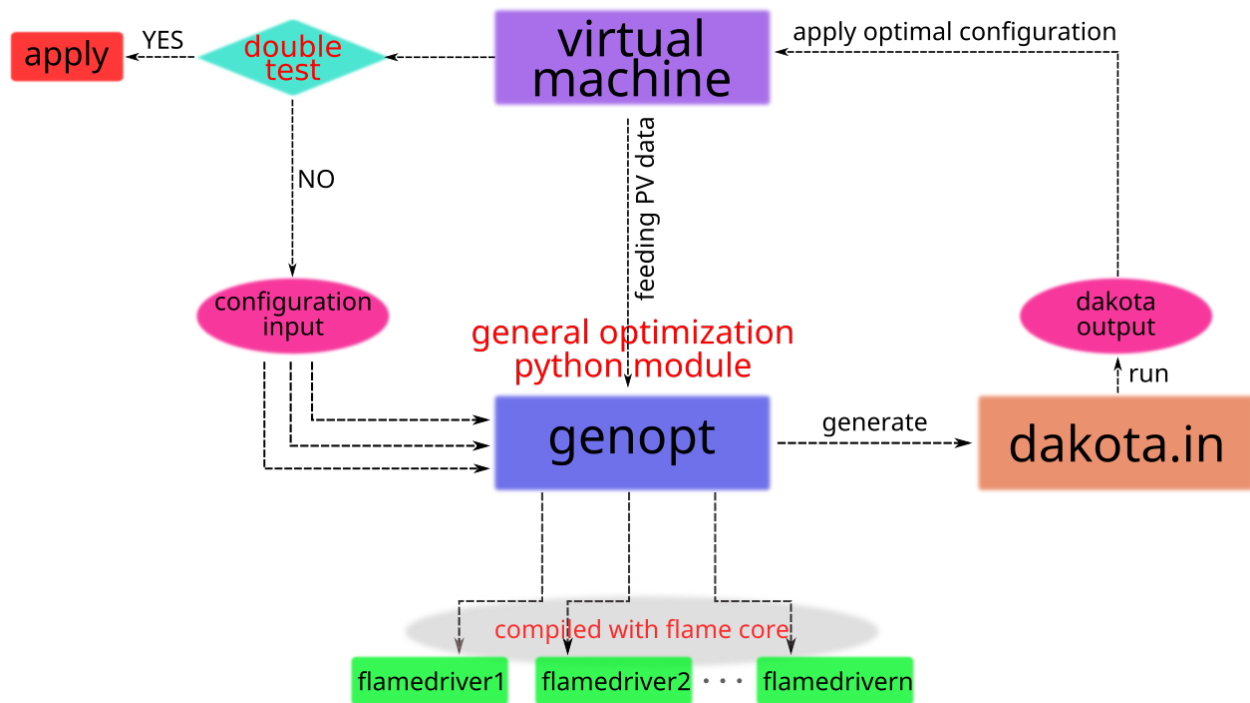 apply
YES
double
test
virtual
machine
apply optimal configuration
NO
feeding PV data
configuration
input
dakota
output
general optimization
python module
run
genopt
generate
dakota.in
compiled with flame core
flamedriver1
flamedriver2
· · ·
flamedrivern